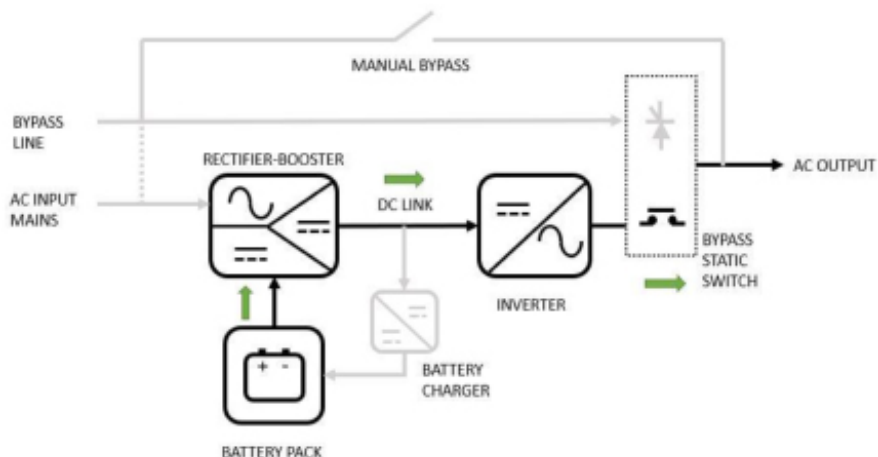 MANUAL BYPASS
BYPASS
LINE
RECTIFIER-BOOSTER
AC OUTPUT
AC INPUT
MAINS
DC LINK
BYPASS
STATIC
SWITCH
INVERTER
+ -
BATTERY
CHARGER
BATTERY PACK